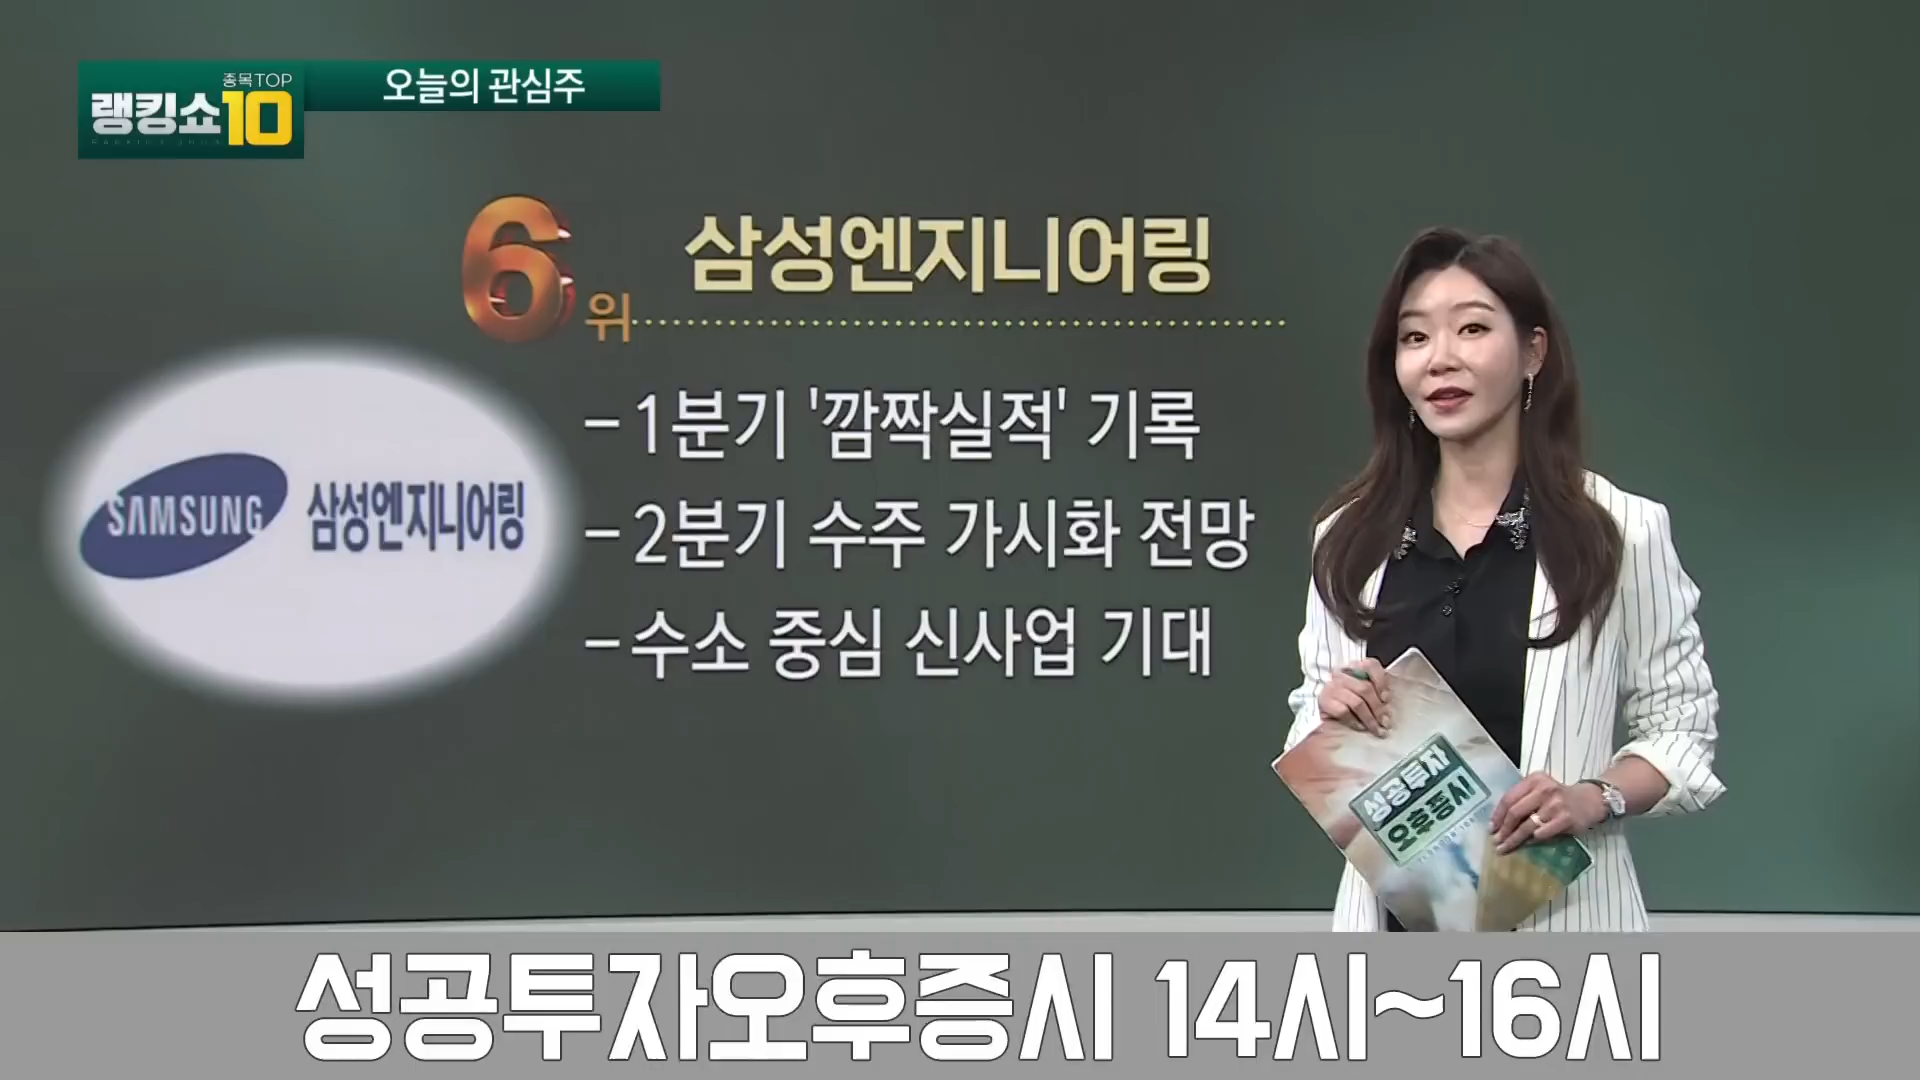 종목TOP
랭킹쇼10
오늘의 관심주
6위 삼성엔지니어링
SAMSUNG 삼성엔지니어링
- 1분기 '깜짝실적' 기록
- 2분기 수주 가시화 전망
- 수소 중심 신사업 기대
성공투자
오후증시
성공투자오후증시 14시~16시